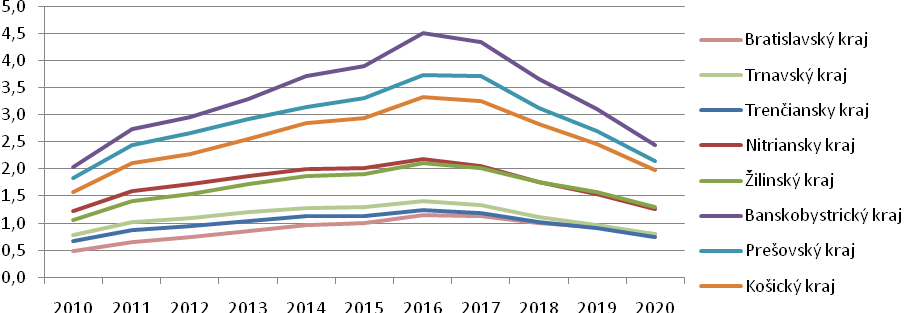 5,0
4,5
4,0
3,5
3,0
2,5
2,0
1,5
1,0
0,5
0,0
2010 2011 2012 2013 2014 2015 2016 2017 2018 2019 2020
Bratislavský kraj
Trnavský kraj
Trenčiansky kraj
Nitriansky kraj
Žilinský kraj
Banskobystrický kraj
Prešovský kraj
Košický kraj